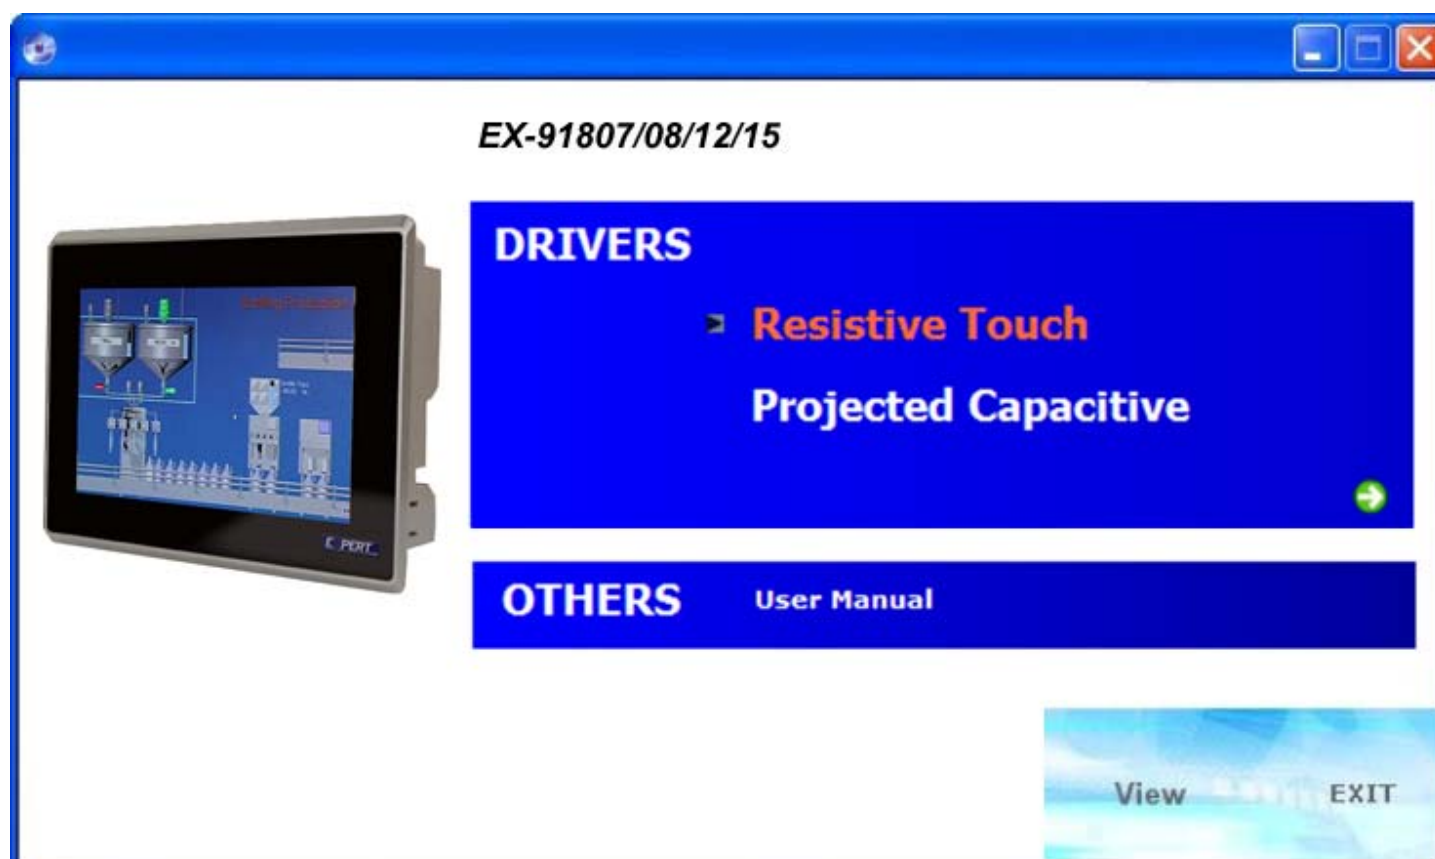 EX-91807/08/12/15
DRIVERS
Resistive Touch
Projected Capacitive
OTHERS User Manual
View EXIT